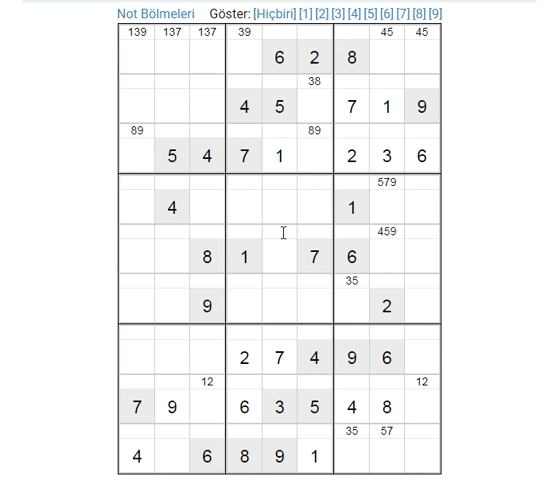 Not Bölmeleri Göster: [Hiçbiri] [1] [2] [3] [4] [5] [6] [7] [8] [9]
139 137 137 39 45 45
6 2 8
38
4 5 7 1 9
89 89
5 4 7 1 2 3 6
579
4 1
459
8 1 7 6
35
9 2
2 7 4 9 6
12 12
7 9 6 3 5 4 8
35 57
4 6 8 9 1